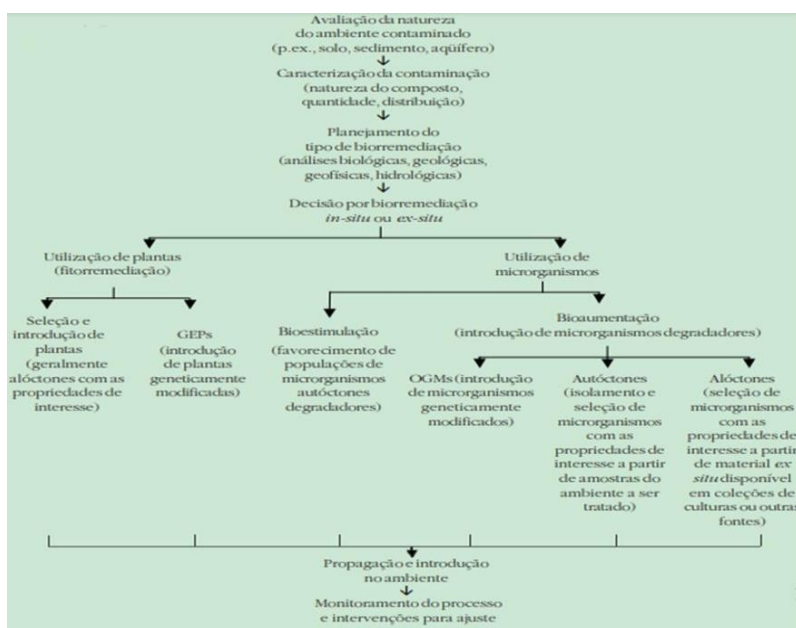 Avaliação da natureza
do ambiente contaminado
(p.ex., solo, sedimento, aqüífero)
Caracterização da contaminação
(natureza do composto,
quantidade, distribuição)
Planejamento do
tipo de biorremediação
(análises biológicas, geológicas,
geofísicas, hidrológicas)
Decisão por biorremediação
in-situ ou ex-situ
Utilização de plantas
(fitorremediação)
Utilização de
microrganismos
Seleção e
introdução de
plantas
(geralmente
alóctones com as
propriedades de
interesse)
GEPs
(introdução
de plantas
geneticamente
modificadas)
Bioestimulação
(favorecimento de
populações de
microrganismos
autóctones
degradadores)
Bioaumentação
(introdução de microrganismos degradadores)
OGMs (introdução
de microrganismos
geneticamente
modificados)
Autóctones
(isolamento e
seleção de
microrganismos
com as
propriedades de
interesse a partir
de amostras do
ambiente a ser
tratado)
Alóctones
(seleção de
microrganismos
com as
propriedades de
interesse a partir
de material ex
situ disponível
em coleções de
culturas ou outras
fontes)
Propagação e introdução
no ambiente
Monitoramento do processo
e intervenções para ajuste